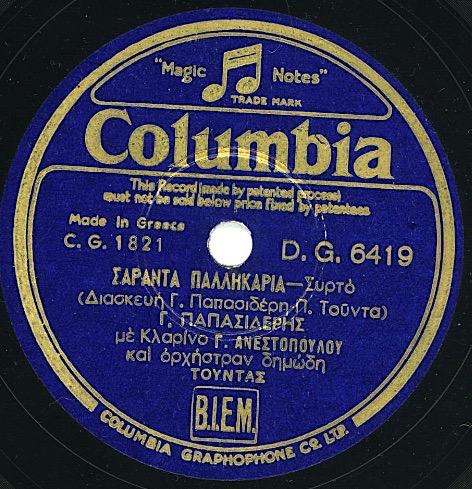 "Magic Notes"
TRADE MARK
Columbia
This Record (made by patented process)
must not be sold below price fixed by patentees
Made In Greece
C. G. 1821
D. G. 6419
ΣΑΡΑΝΤΑ ΠΑΛΛΗΚΑΡΙΑ—Συρτό
(Διασκευή Γ. Παπασιδέρη-Π. Τοῦντα)
Γ. ΠΑΠΑΣΙΔΕΡΗΣ
μὲ Κλαρίνο Γ. ΑΝΕΣΤΟΠΟΥΛΟΥ
καὶ ὀρχήστραν δημώδη
ΤΟΥΝΤΑΣ
B.I.E.M.
COLUMBIA GRAPHOPHONE CO. LTD.